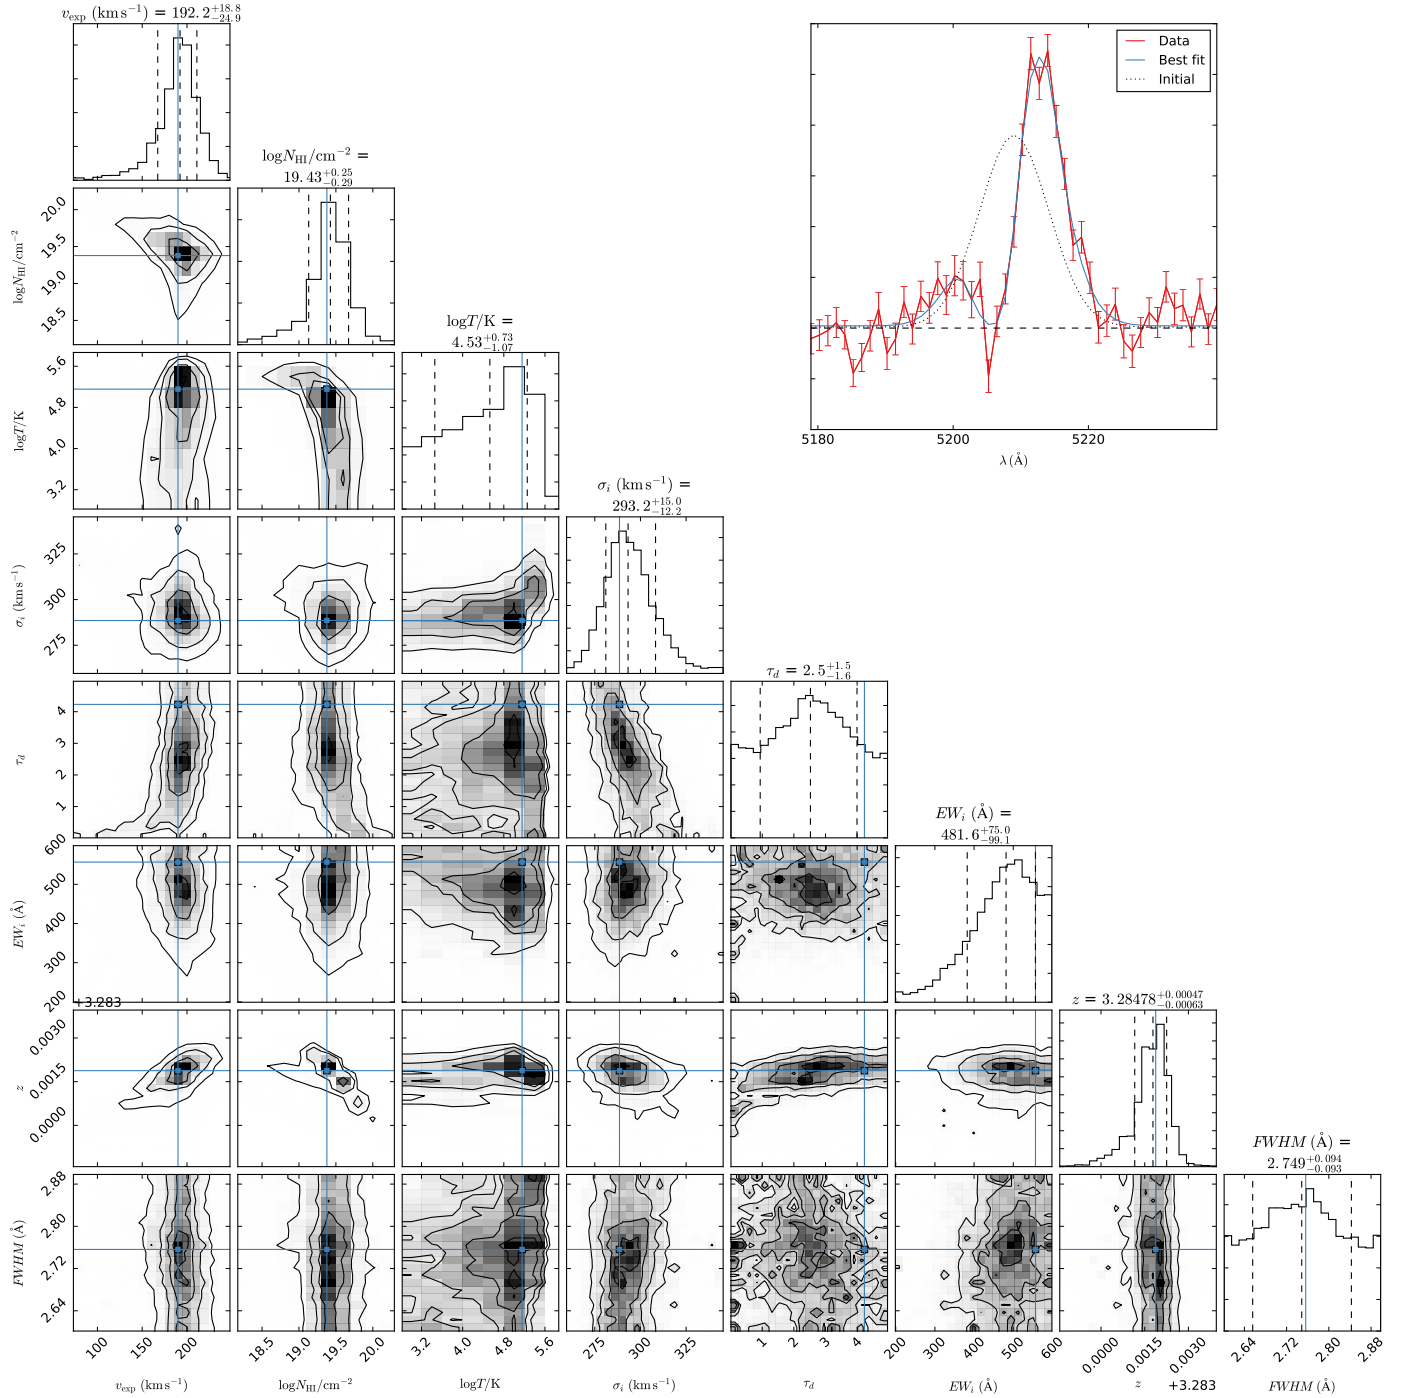 v_exp (km s⁻¹) = 192.2 +18.8 −24.9
Data
Best fit
Initial
5180 5200 5220
λ (Å)
logN_HI/cm⁻² =
19.43 +0.25 −0.29
20.0
19.5
19.0
18.5
logN_HI/cm⁻²
logT/K =
4.53 +0.73 −1.07
5.6
4.8
4.0
3.2
logT/K
σ_i (km s⁻¹) =
293.2 +15.0 −12.2
325
300
275
σ_i (km s⁻¹)
τ_d = 2.5 +1.5 −1.6
4
3
2
1
0
τ_d
EW_i (Å) =
481.6 +75.0 −99.1
600
500
400
300
200
EW_i (Å)
+3.283
z = 3.28478 +0.00047 −0.00063
0.0030
0.0015
0.0000
z
FWHM (Å) =
2.749 +0.094 −0.093
2.88
2.80
2.72
2.64
FWHM (Å)
100 150 200 18.5 19.0 19.5 20.0 3.2 4.0 4.8 5.6 275 300 325 1 2 3 4 200 300 400 500 600 0.0000 0.0015 0.0030 2.64 2.72 2.80 2.88
v_exp (km s⁻¹) logN_HI/cm⁻² logT/K σ_i (km s⁻¹) τ_d EW_i (Å) z +3.283 FWHM (Å)